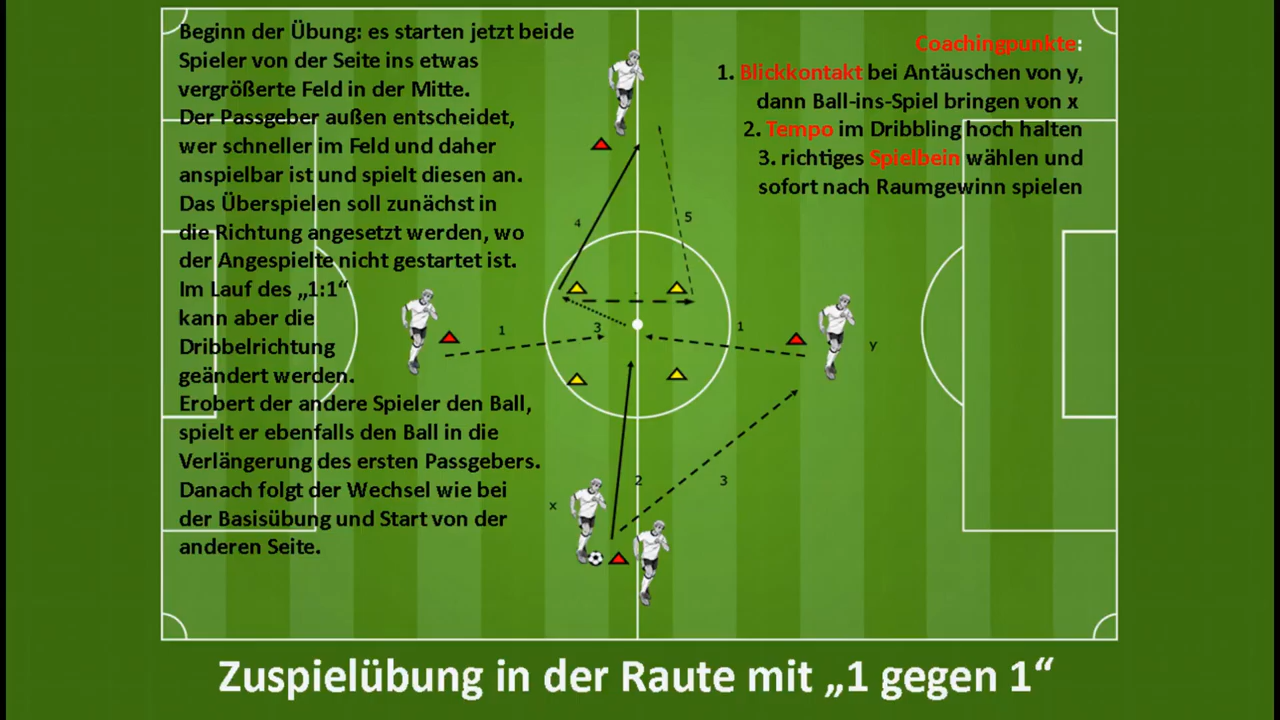 Beginn der Übung: es starten jetzt beide
Spieler von der Seite ins etwas
vergrößerte Feld in der Mitte.
Der Passgeber außen entscheidet,
wer schneller im Feld und daher
anspielbar ist und spielt diesen an.
Das Überspielen soll zunächst in
die Richtung angesetzt werden, wo
der Angespielte nicht gestartet ist.
Im Lauf des „1:1“
kann aber die
Dribbelrichtung
geändert werden.
Erobert der andere Spieler den Ball,
spielt er ebenfalls den Ball in die
Verlängerung des ersten Passgebers.
Danach folgt der Wechsel wie bei
der Basisübung und Start von der
anderen Seite.
Coachingpunkte:
1. Blickkontakt bei Antäuschen von y,
dann Ball-ins-Spiel bringen von x
2. Tempo im Dribbling hoch halten
3. richtiges Spielbein wählen und
sofort nach Raumgewinn spielen
4
5
1
3
1
y
2
3
x
Zuspielübung in der Raute mit „1 gegen 1“